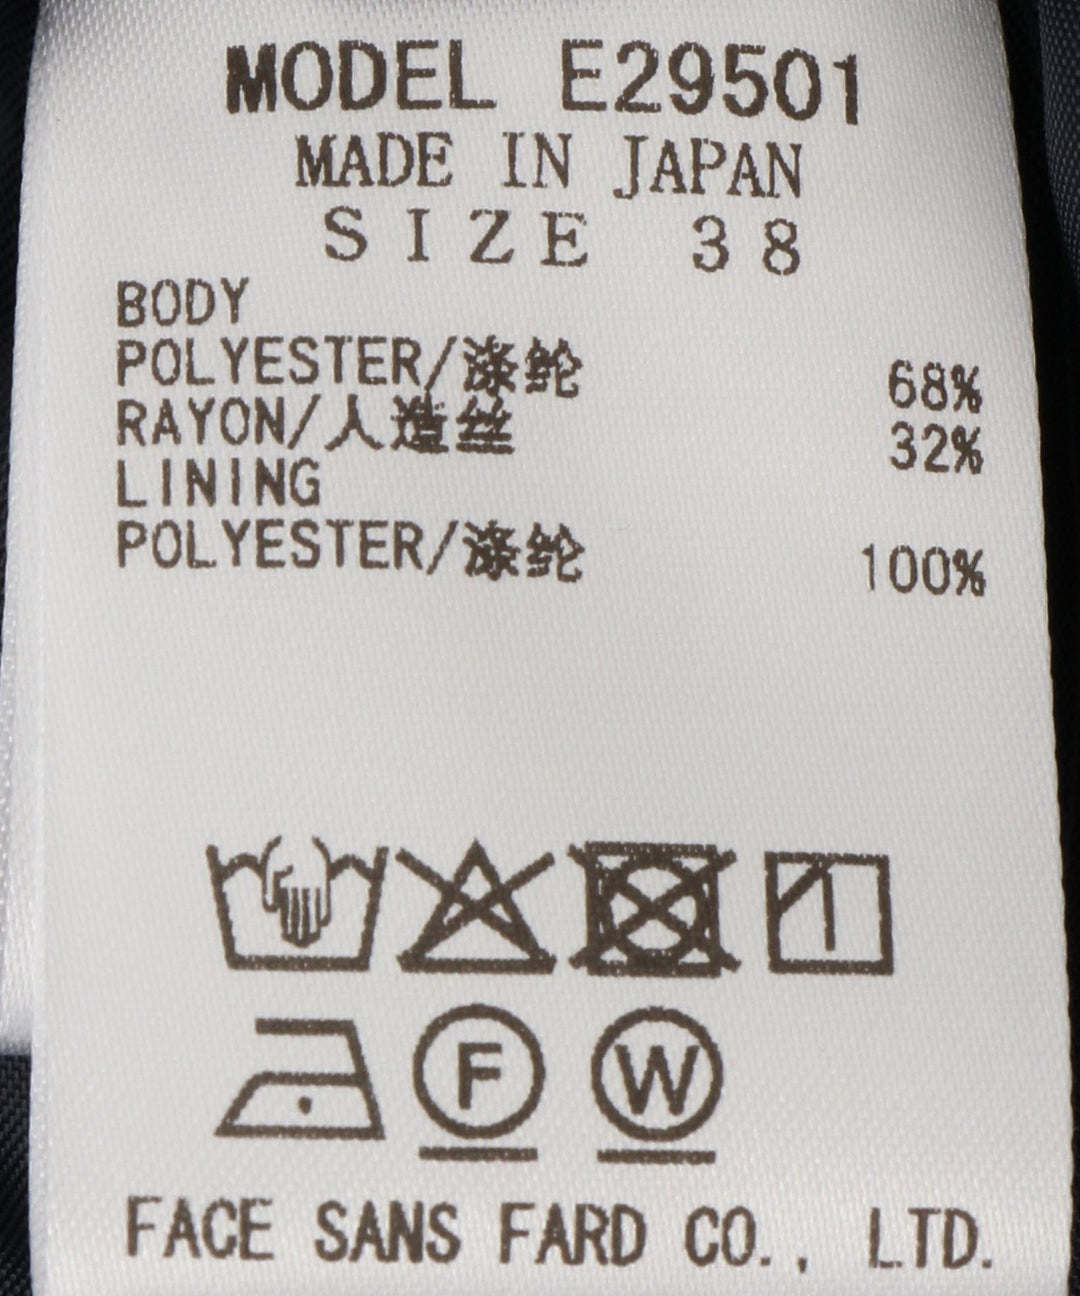 MODEL E29501
MADE IN JAPAN
SIZE 38
BODY
POLYESTER/涤纶 68%
RAYON/人造丝 32%
LINING
POLYESTER/涤纶 100%
F W
FACE SANS FARD CO., LTD.